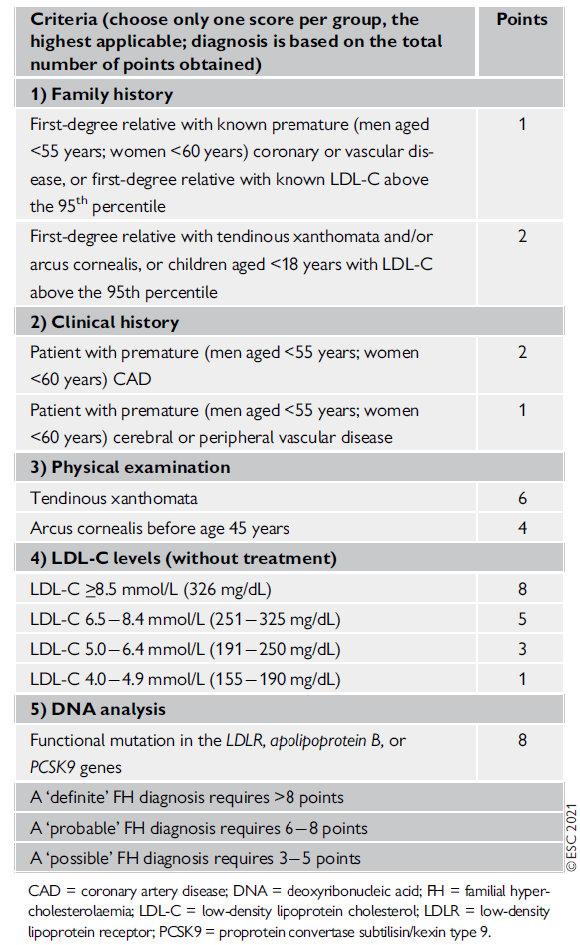 Criteria (choose only one score per group, the Points
highest applicable; diagnosis is based on the total
number of points obtained)
1) Family history
First-degree relative with known premature (men aged 1
<55 years; women <60 years) coronary or vascular dis-
ease, or first-degree relative with known LDL-C above
the 95th percentile
First-degree relative with tendinous xanthomata and/or 2
arcus cornealis, or children aged <18 years with LDL-C
above the 95th percentile
2) Clinical history
Patient with premature (men aged <55 years; women 2
<60 years) CAD
Patient with premature (men aged <55 years; women 1
<60 years) cerebral or peripheral vascular disease
3) Physical examination
Tendinous xanthomata 6
Arcus cornealis before age 45 years 4
4) LDL-C levels (without treatment)
LDL-C ≥8.5 mmol/L (326 mg/dL) 8
LDL-C 6.5–8.4 mmol/L (251–325 mg/dL) 5
LDL-C 5.0–6.4 mmol/L (191–250 mg/dL) 3
LDL-C 4.0–4.9 mmol/L (155–190 mg/dL) 1
5) DNA analysis
Functional mutation in the LDLR, apolipoprotein B, or 8
PCSK9 genes
A ‘definite’ FH diagnosis requires >8 points
A ‘probable’ FH diagnosis requires 6–8 points
A ‘possible’ FH diagnosis requires 3–5 points
© ESC 2021
CAD = coronary artery disease; DNA = deoxyribonucleic acid; FH = familial hyper-
cholesterolaemia; LDL-C = low-density lipoprotein cholesterol; LDLR = low-density
lipoprotein receptor; PCSK9 = proprotein convertase subtilisin/kexin type 9.